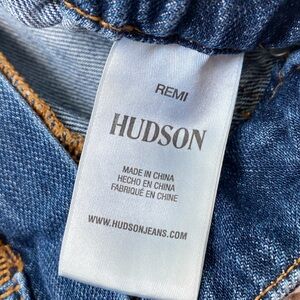 REMI
HUDSON
MADE IN CHINA
HECHO EN CHINA
FABRIQUÉ EN CHINE
WWW.HUDSONJEANS.COM